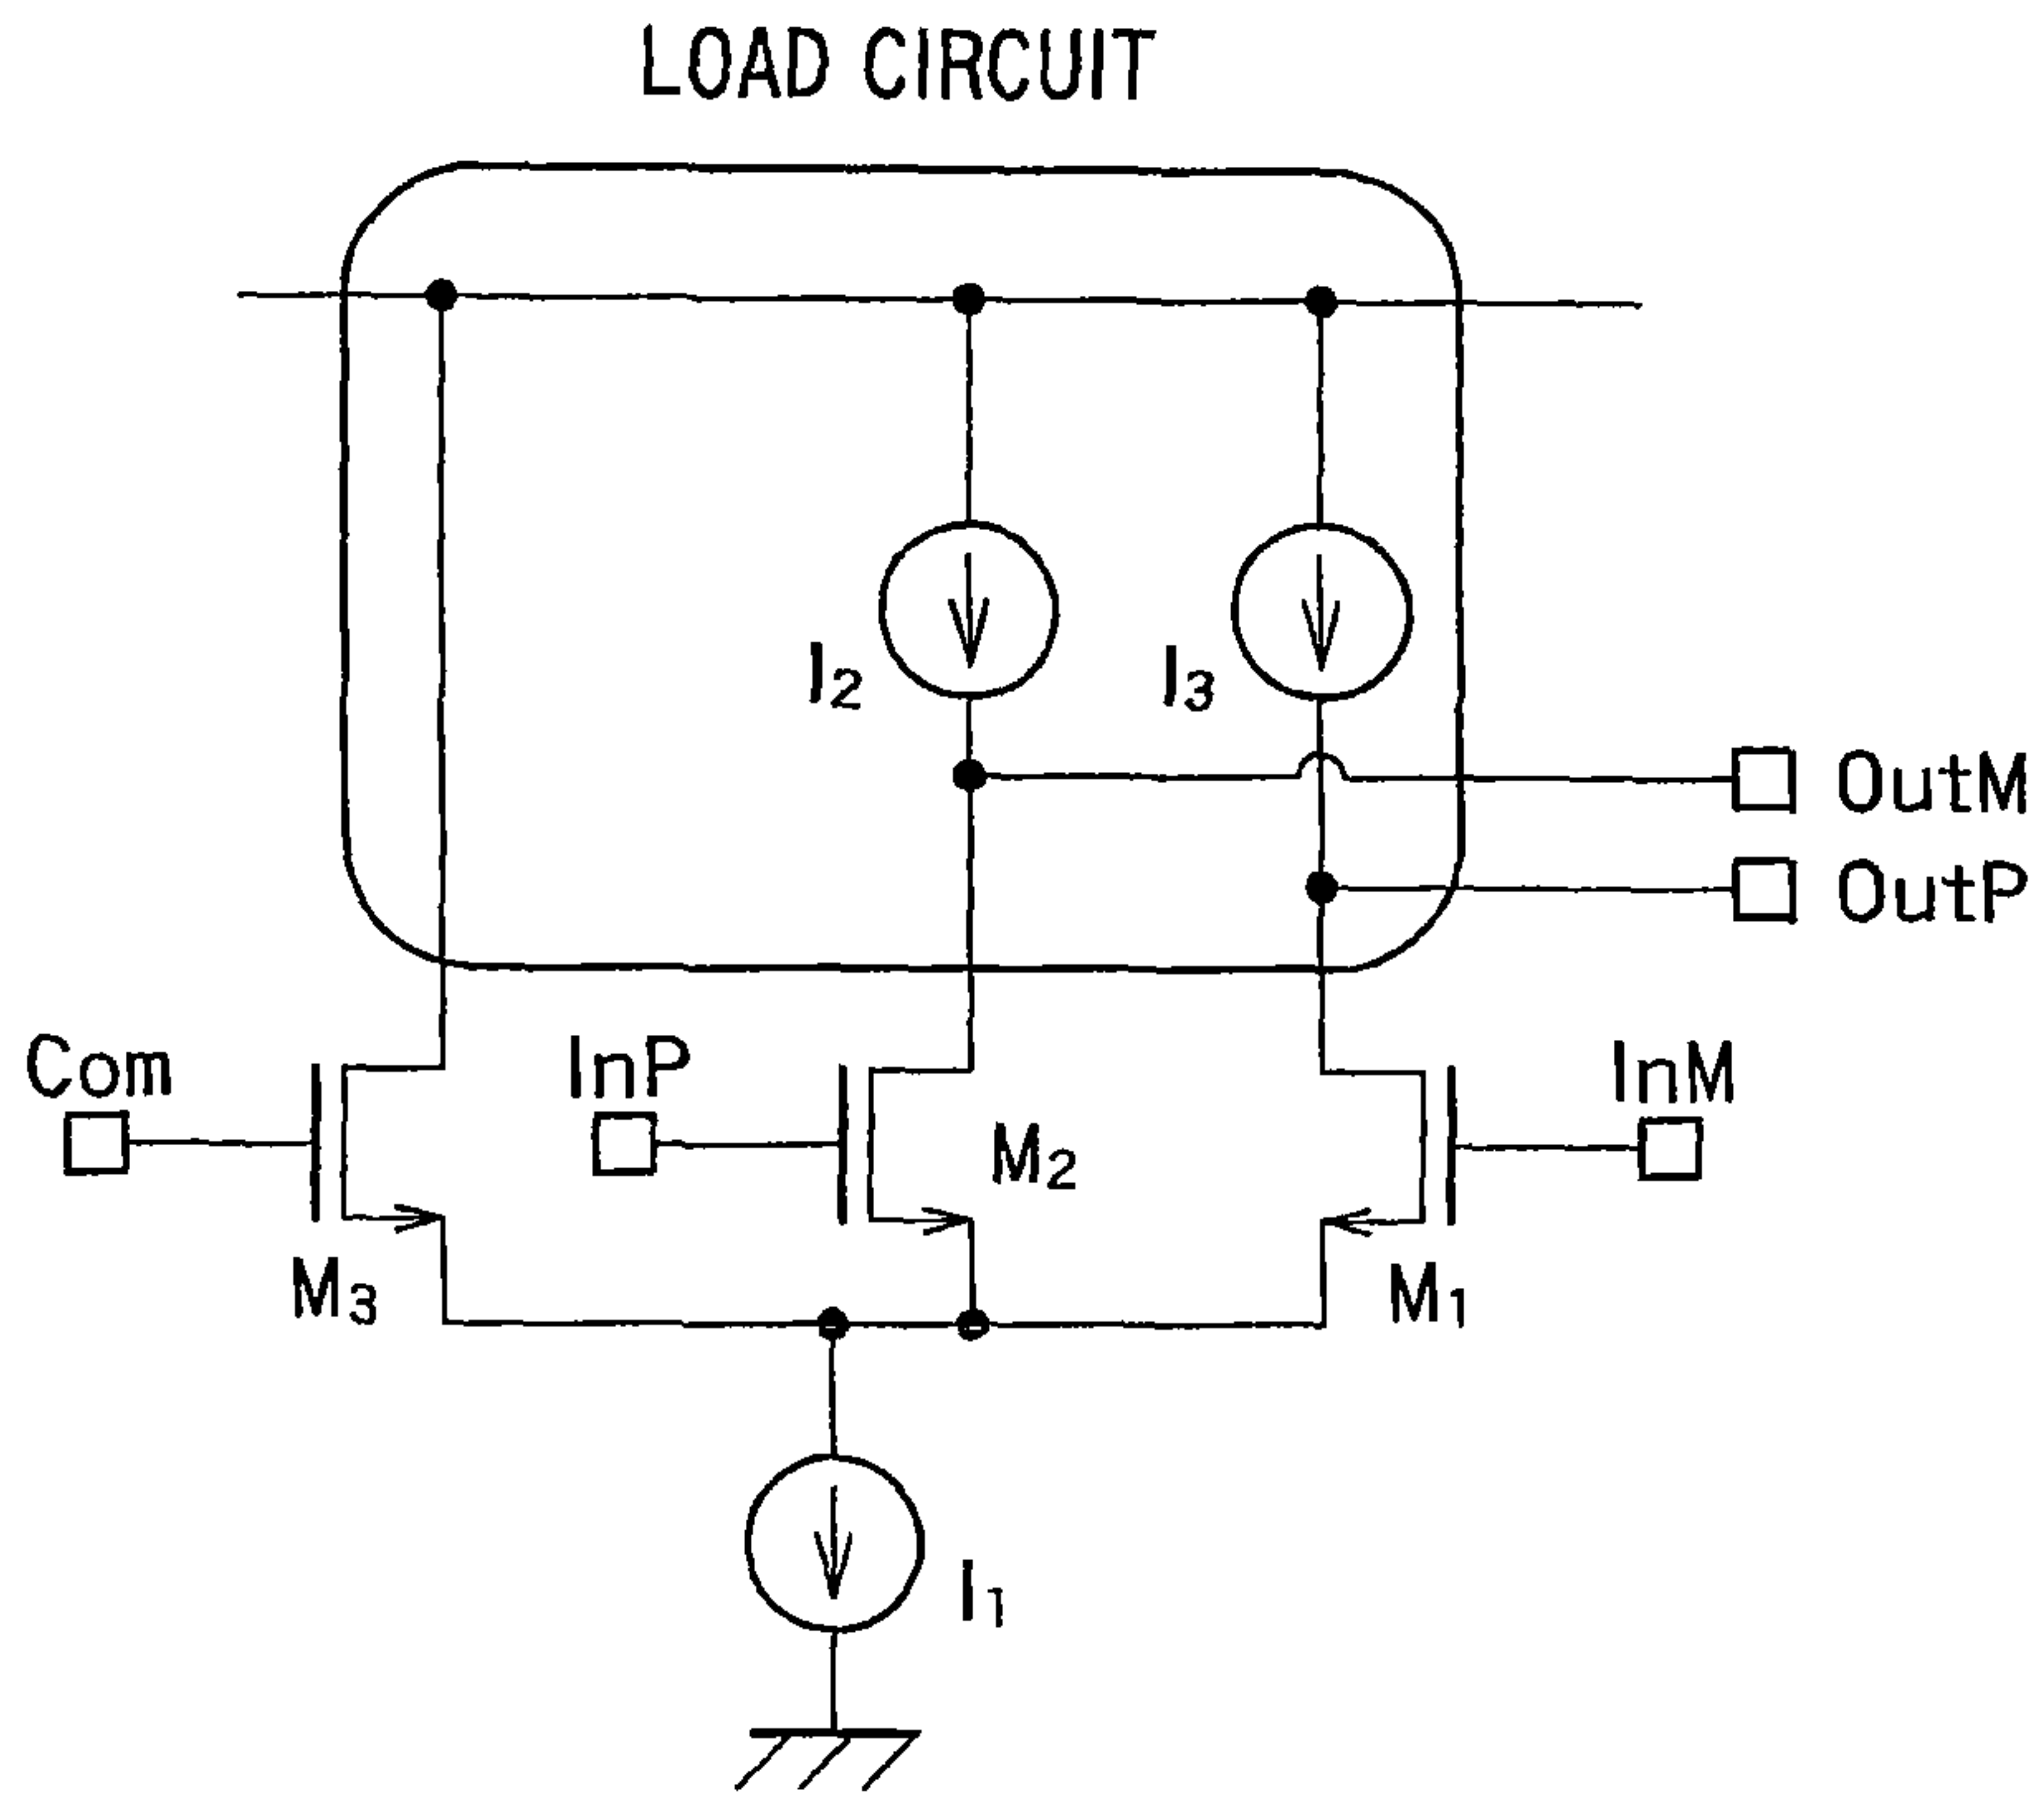 LOAD CIRCUIT
I2
I3
OutM
OutP
Com
InP
InM
M2
M3
M1
I1